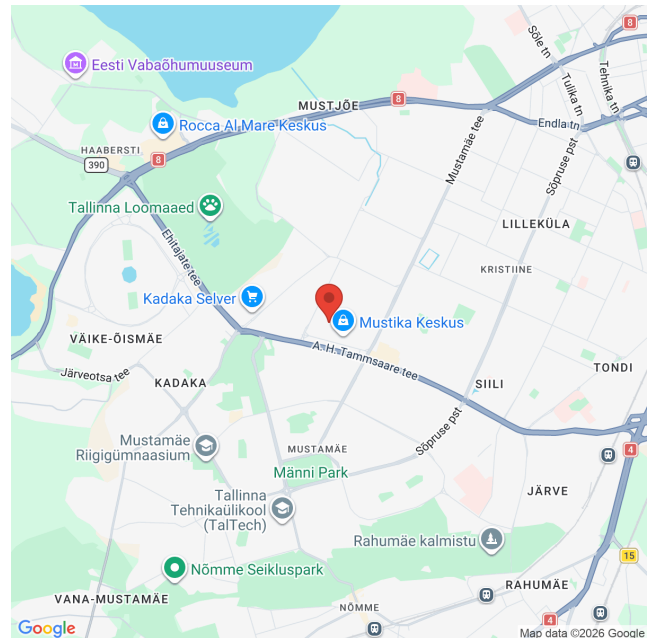 8
Sõle tn
Tulika tn
Tehnika tn
Eesti Vabaõhumuuseum
MUSTJÕE
8
Endla tn
Rocca Al Mare Keskus
HAABERSTI
390
8
Mustamäe tee
Sõpruse pst
Tallinna Loomaaed
LILLEKÜLA
Ehitajate tee
KRISTIINE
Kadaka Selver
Mustika Keskus
VÄIKE-ÕISMÄE
A. H. Tammsaare tee
Järveotsa tee
KADAKA
SIILI
TONDI
Sõpruse pst
Mustamäe
Riigigümnaasium
MUSTAMÄE
4
Männi Park
Tallinna
Tehnikaülikool
(TalTech)
JÄRVE
Rahumäe kalmistu
15
Nõmme Seikluspark
RAHUMÄE
VANA-MUSTAMÄE
NÕMME
4
Google
Map data ©2026 Google